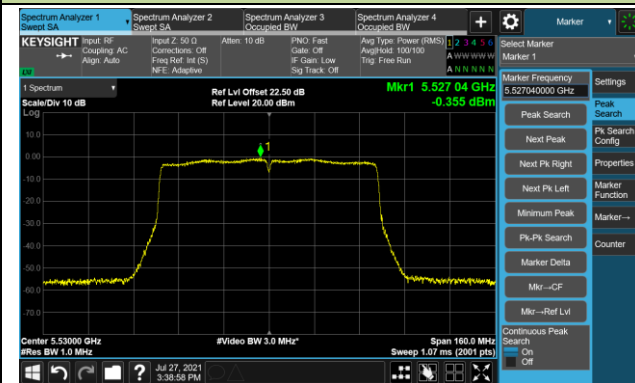 Spectrum Analyzer 1
Swept SA
Spectrum Analyzer 2
Swept SA
Spectrum Analyzer 3
Occupied BW
Spectrum Analyzer 4
Occupied BW
+
Marker
KEYSIGHT
Input: RF
Coupling: AC
Align: Auto
Input Z: 50 Ω
Corrections: Off
Freq Ref: Int (S)
NFE: Adaptive
Atten: 10 dB
PNO: Fast
Gate: Off
IF Gain: Low
Sig Track: Off
Avg Type: Power (RMS)
Avg|Hold: 100/100
Trig: Free Run
1 2 3 4 5 6
A W W W W W
A N N N N N
Select Marker
Marker 1
1 Spectrum
Scale/Div 10 dB
Log
Ref Lvl Offset 22.50 dB
Ref Level 20.00 dBm
Mkr1 5.527 04 GHz
-0.355 dBm
10.0
0.00
-10.0
-20.0
-30.0
-40.0
-50.0
-60.0
-70.0
1
Center 5.53000 GHz
#Res BW 1.0 MHz
#Video BW 3.0 MHz*
Span 160.0 MHz
Sweep 1.07 ms (2001 pts)
Marker Frequency
5.527040000 GHz
Peak Search
Next Peak
Next Pk Right
Next Pk Left
Minimum Peak
Pk-Pk Search
Marker Delta
Mkr→CF
Mkr→Ref Lvl
Continuous Peak
Search
On
Off
Settings
Peak
Search
Pk Search
Config
Properties
Marker
Function
Marker→
Counter
?
Jul 27, 2021
3:38:58 PM